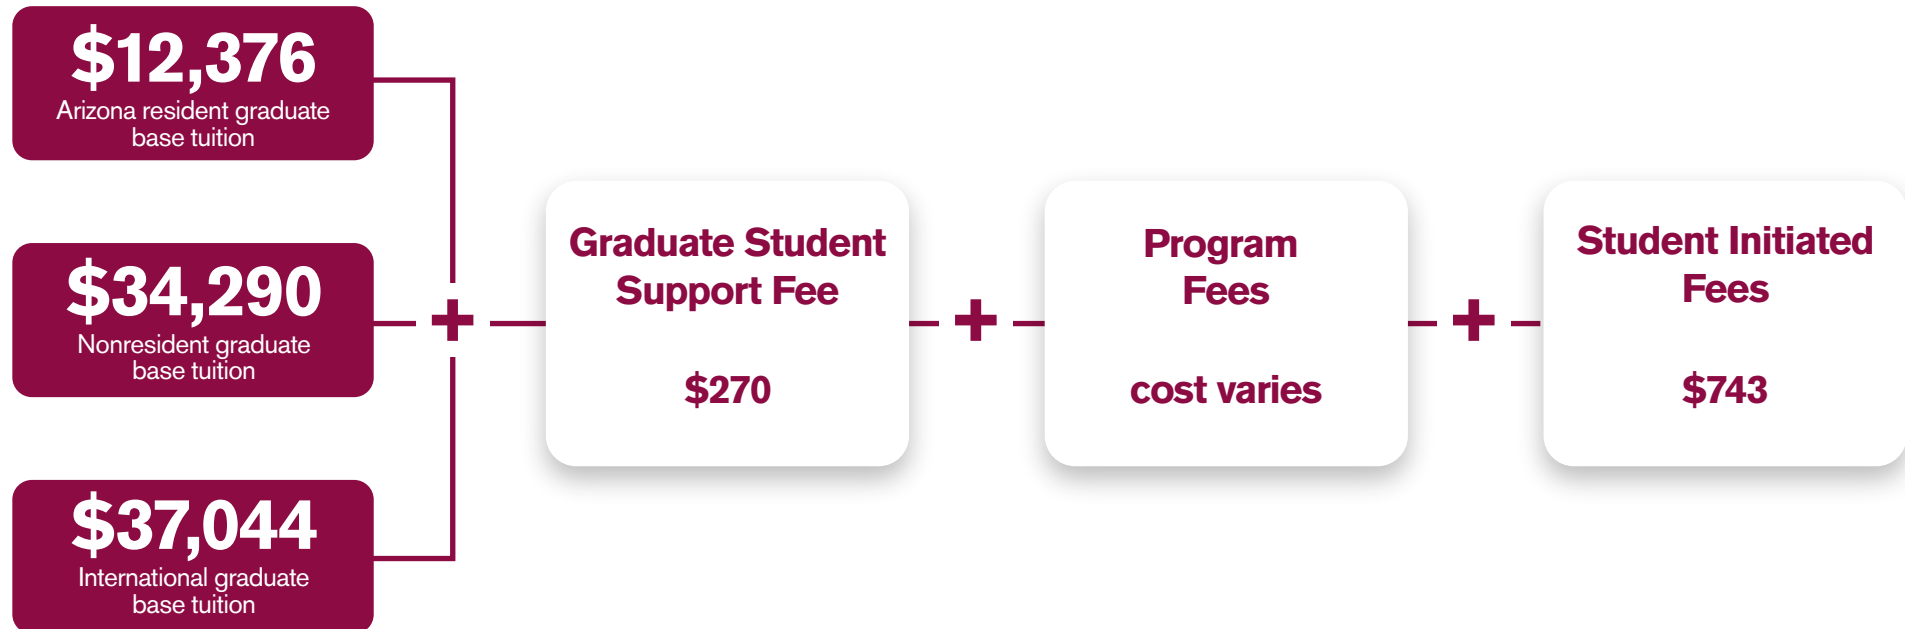 $12,376
Arizona resident graduate
base tuition
$34,290
Nonresident graduate
base tuition
$37,044
International graduate
base tuition
+
Graduate Student
Support Fee
$270
+
Program
Fees
cost varies
+
Student Initiated
Fees
$743